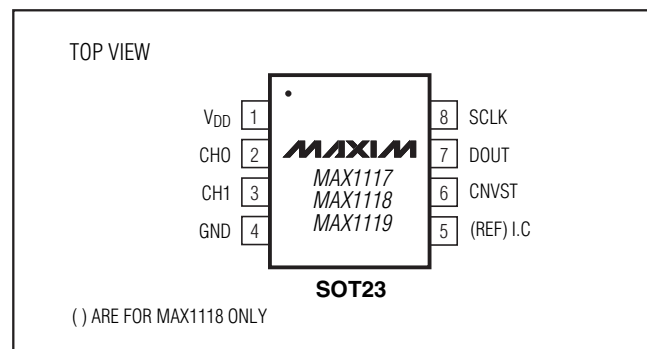 TOP VIEW
VDD 1
CH0 2
CH1 3
GND 4
MAXIM
MAX1117
MAX1118
MAX1119
8 SCLK
7 DOUT
6 CNVST
5 (REF) I.C
SOT23
( ) ARE FOR MAX1118 ONLY